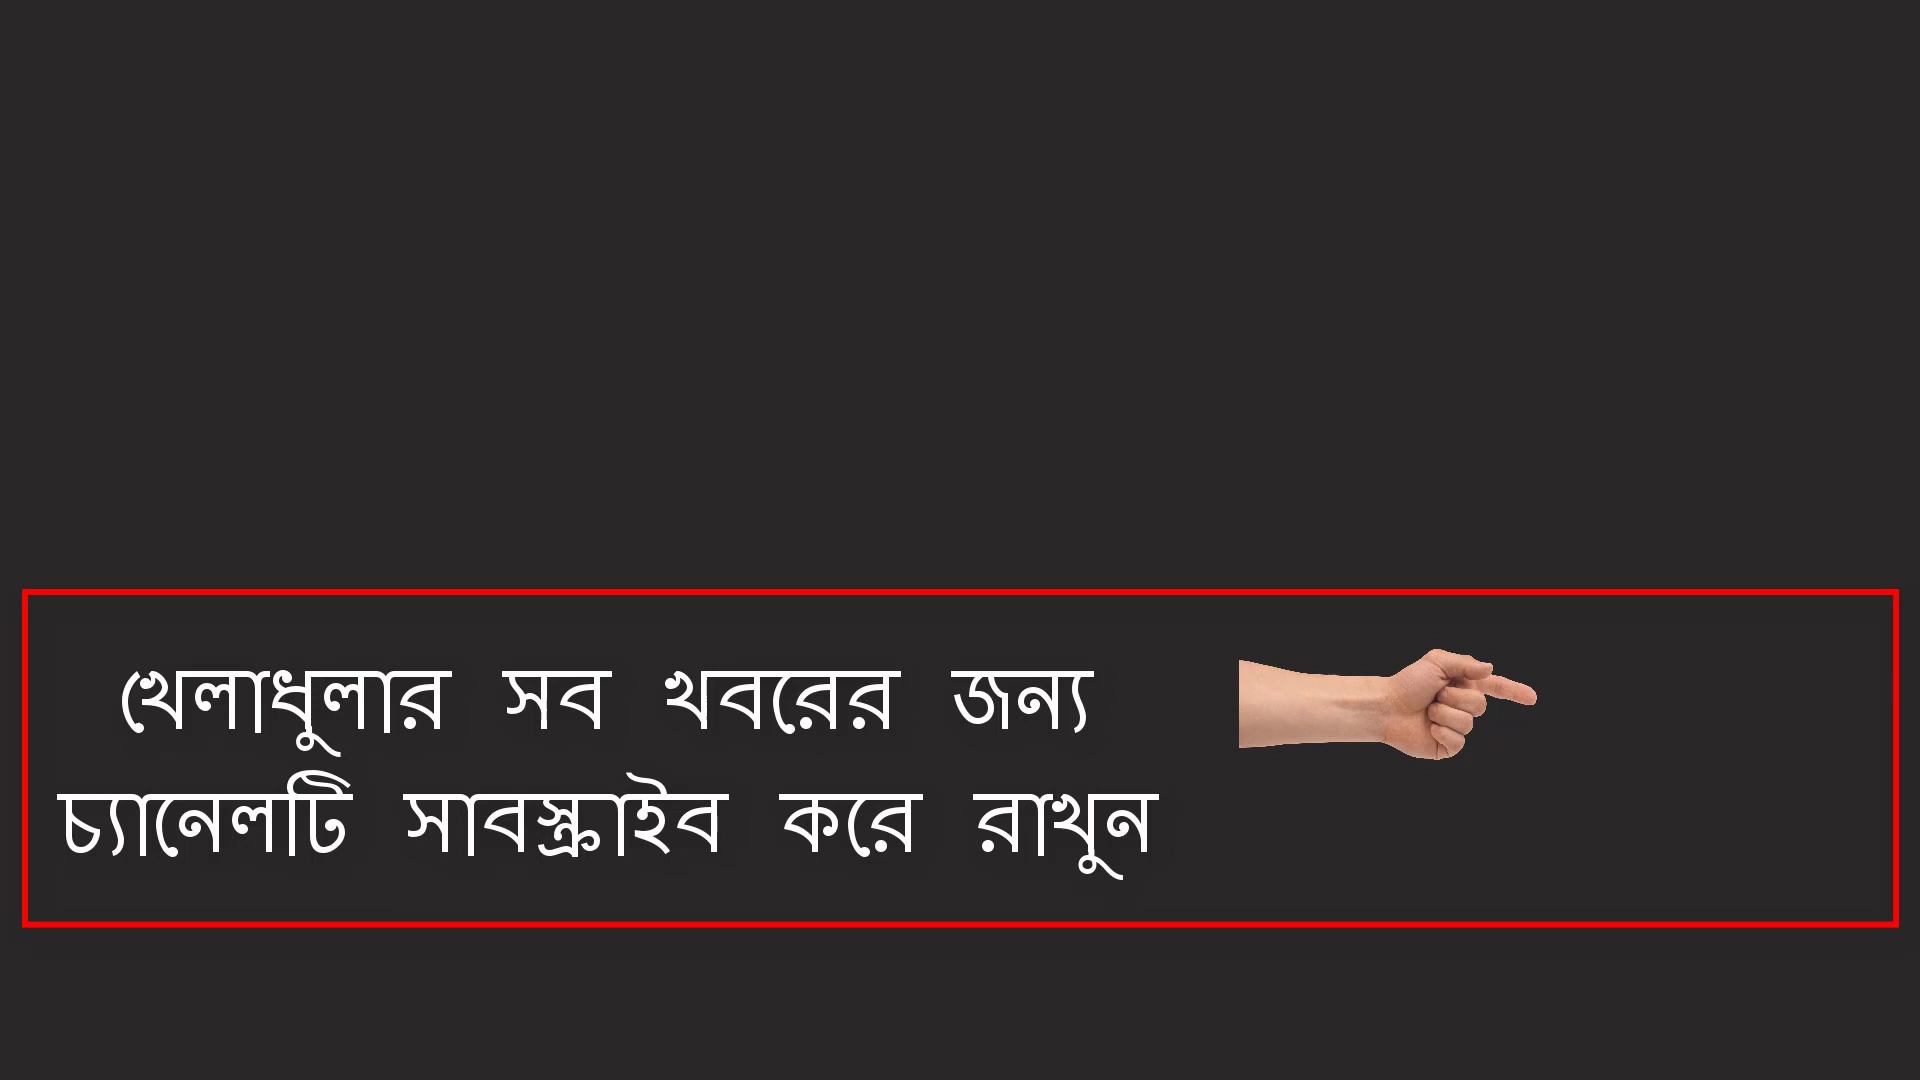 খেলাধুলার সব খবরের জন্য
চ্যানেলটি সাবস্ক্রাইব করে রাখুন